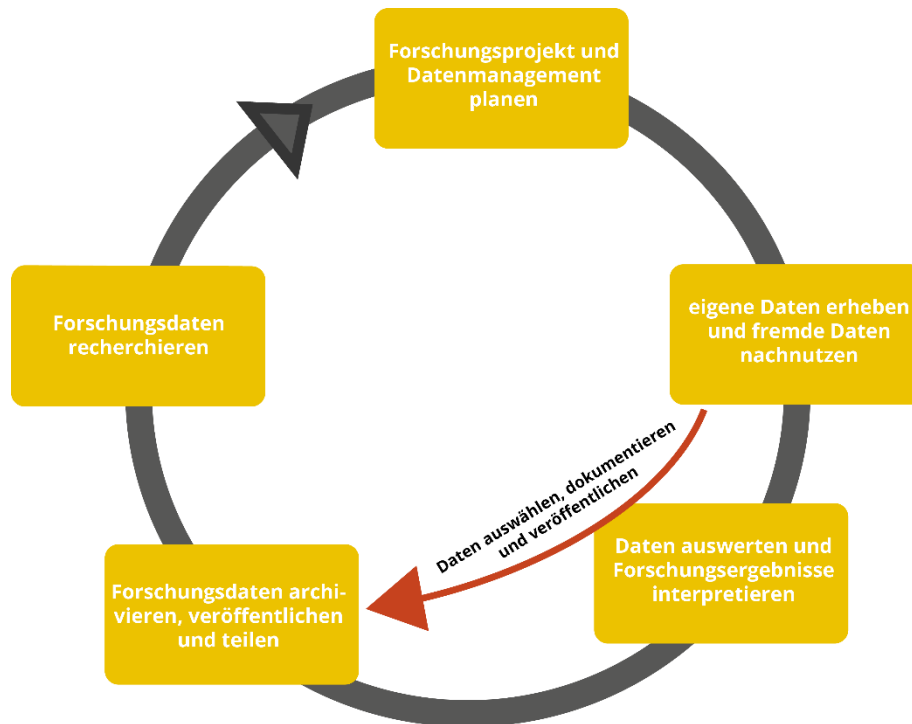 Forschungsprojekt und
Datenmanagement
planen
eigene Daten erheben
und fremde Daten
nachnutzen
Daten auswerten und
Forschungsergebnisse
interpretieren
Daten auswählen, dokumentieren
und veröffentlichen
Forschungsdaten archi-
vieren, veröffentlichen
und teilen
Forschungsdaten
recherchieren